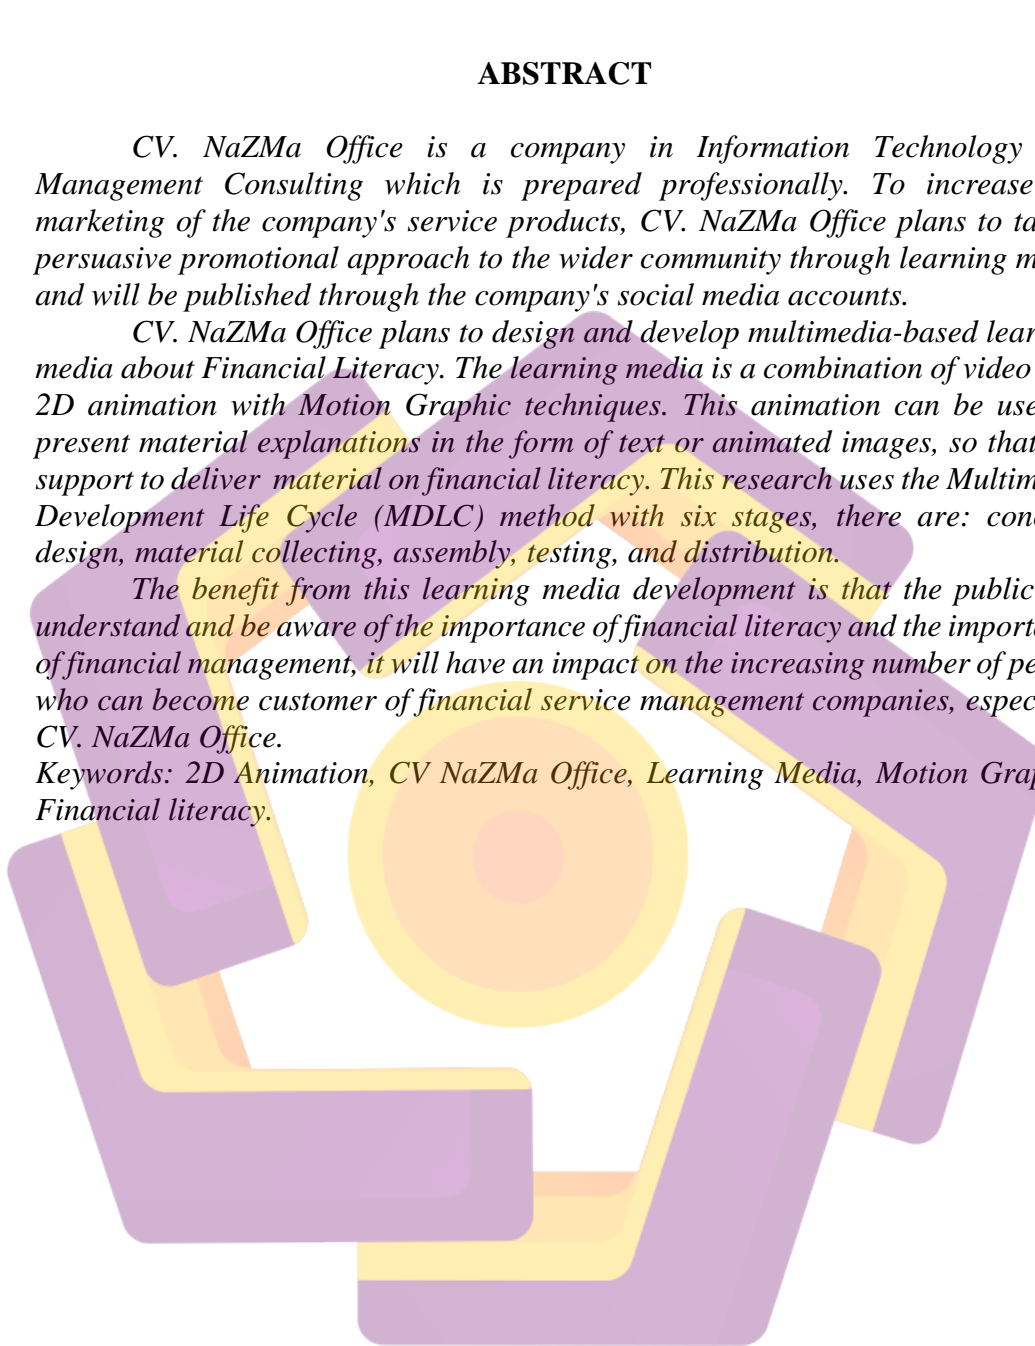 ABSTRACT
CV. NaZMa Office is a company in Information Technology
Management Consulting which is prepared professionally. To increase
marketing of the company's service products, CV. NaZMa Office plans to ta
persuasive promotional approach to the wider community through learning m
and will be published through the company's social media accounts.
CV. NaZMa Office plans to design and develop multimedia-based lear
media about Financial Literacy. The learning media is a combination of video
2D animation with Motion Graphic techniques. This animation can be use
present material explanations in the form of text or animated images, so that
support to deliver material on financial literacy. This research uses the Multim
Development Life Cycle (MDLC) method with six stages, there are: conc
design, material collecting, assembly, testing, and distribution.
The benefit from this learning media development is that the public
understand and be aware of the importance of financial literacy and the import
of financial management, it will have an impact on the increasing number of pe
who can become customer of financial service management companies, espec
CV. NaZMa Office.
Keywords: 2D Animation, CV NaZMa Office, Learning Media, Motion Grap
Financial literacy.